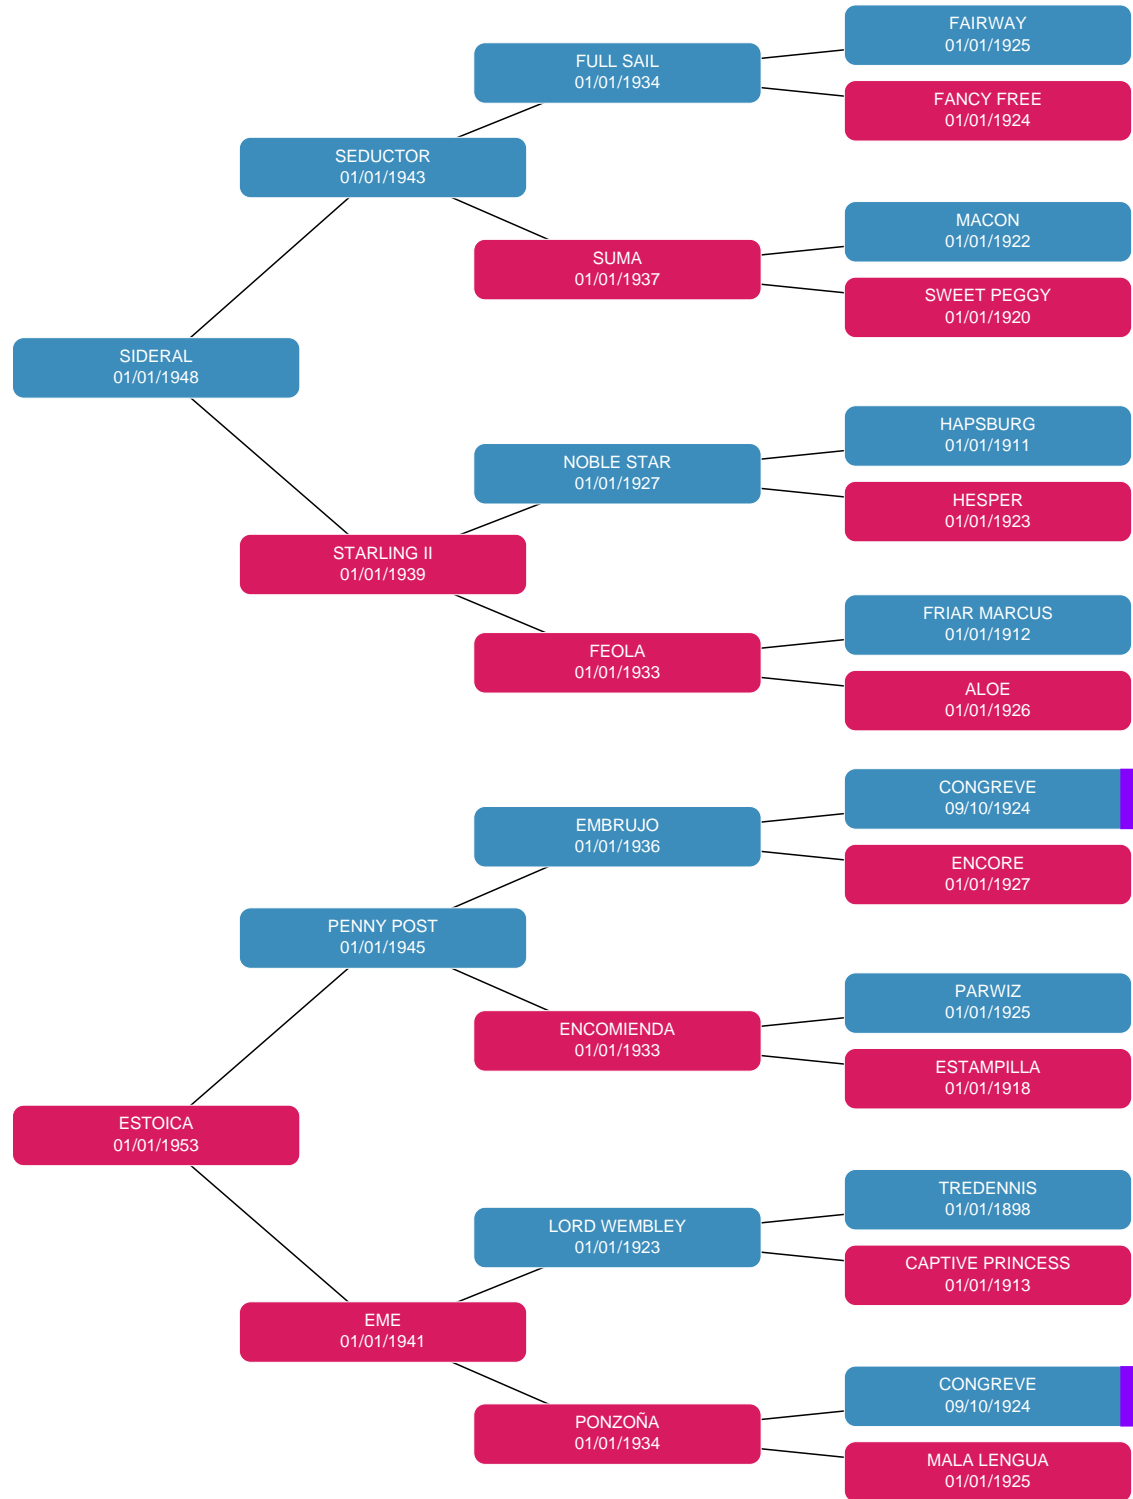 FAIRWAY
01/01/1925
FULL SAIL
01/01/1934
FANCY FREE
01/01/1924
SEDUCTOR
01/01/1943
MACON
01/01/1922
SUMA
01/01/1937
SWEET PEGGY
01/01/1920
SIDERAL
01/01/1948
HAPSBURG
01/01/1911
NOBLE STAR
01/01/1927
HESPER
01/01/1923
STARLING II
01/01/1939
FRIAR MARCUS
01/01/1912
FEOLA
01/01/1933
ALOE
01/01/1926
CONGREVE
09/10/1924
EMBRUJO
01/01/1936
ENCORE
01/01/1927
PENNY POST
01/01/1945
PARWIZ
01/01/1925
ENCOMIENDA
01/01/1933
ESTAMPILLA
01/01/1918
ESTOICA
01/01/1953
TREDENNIS
01/01/1898
LORD WEMBLEY
01/01/1923
CAPTIVE PRINCESS
01/01/1913
EME
01/01/1941
CONGREVE
09/10/1924
PONZOÑA
01/01/1934
MALA LENGUA
01/01/1925